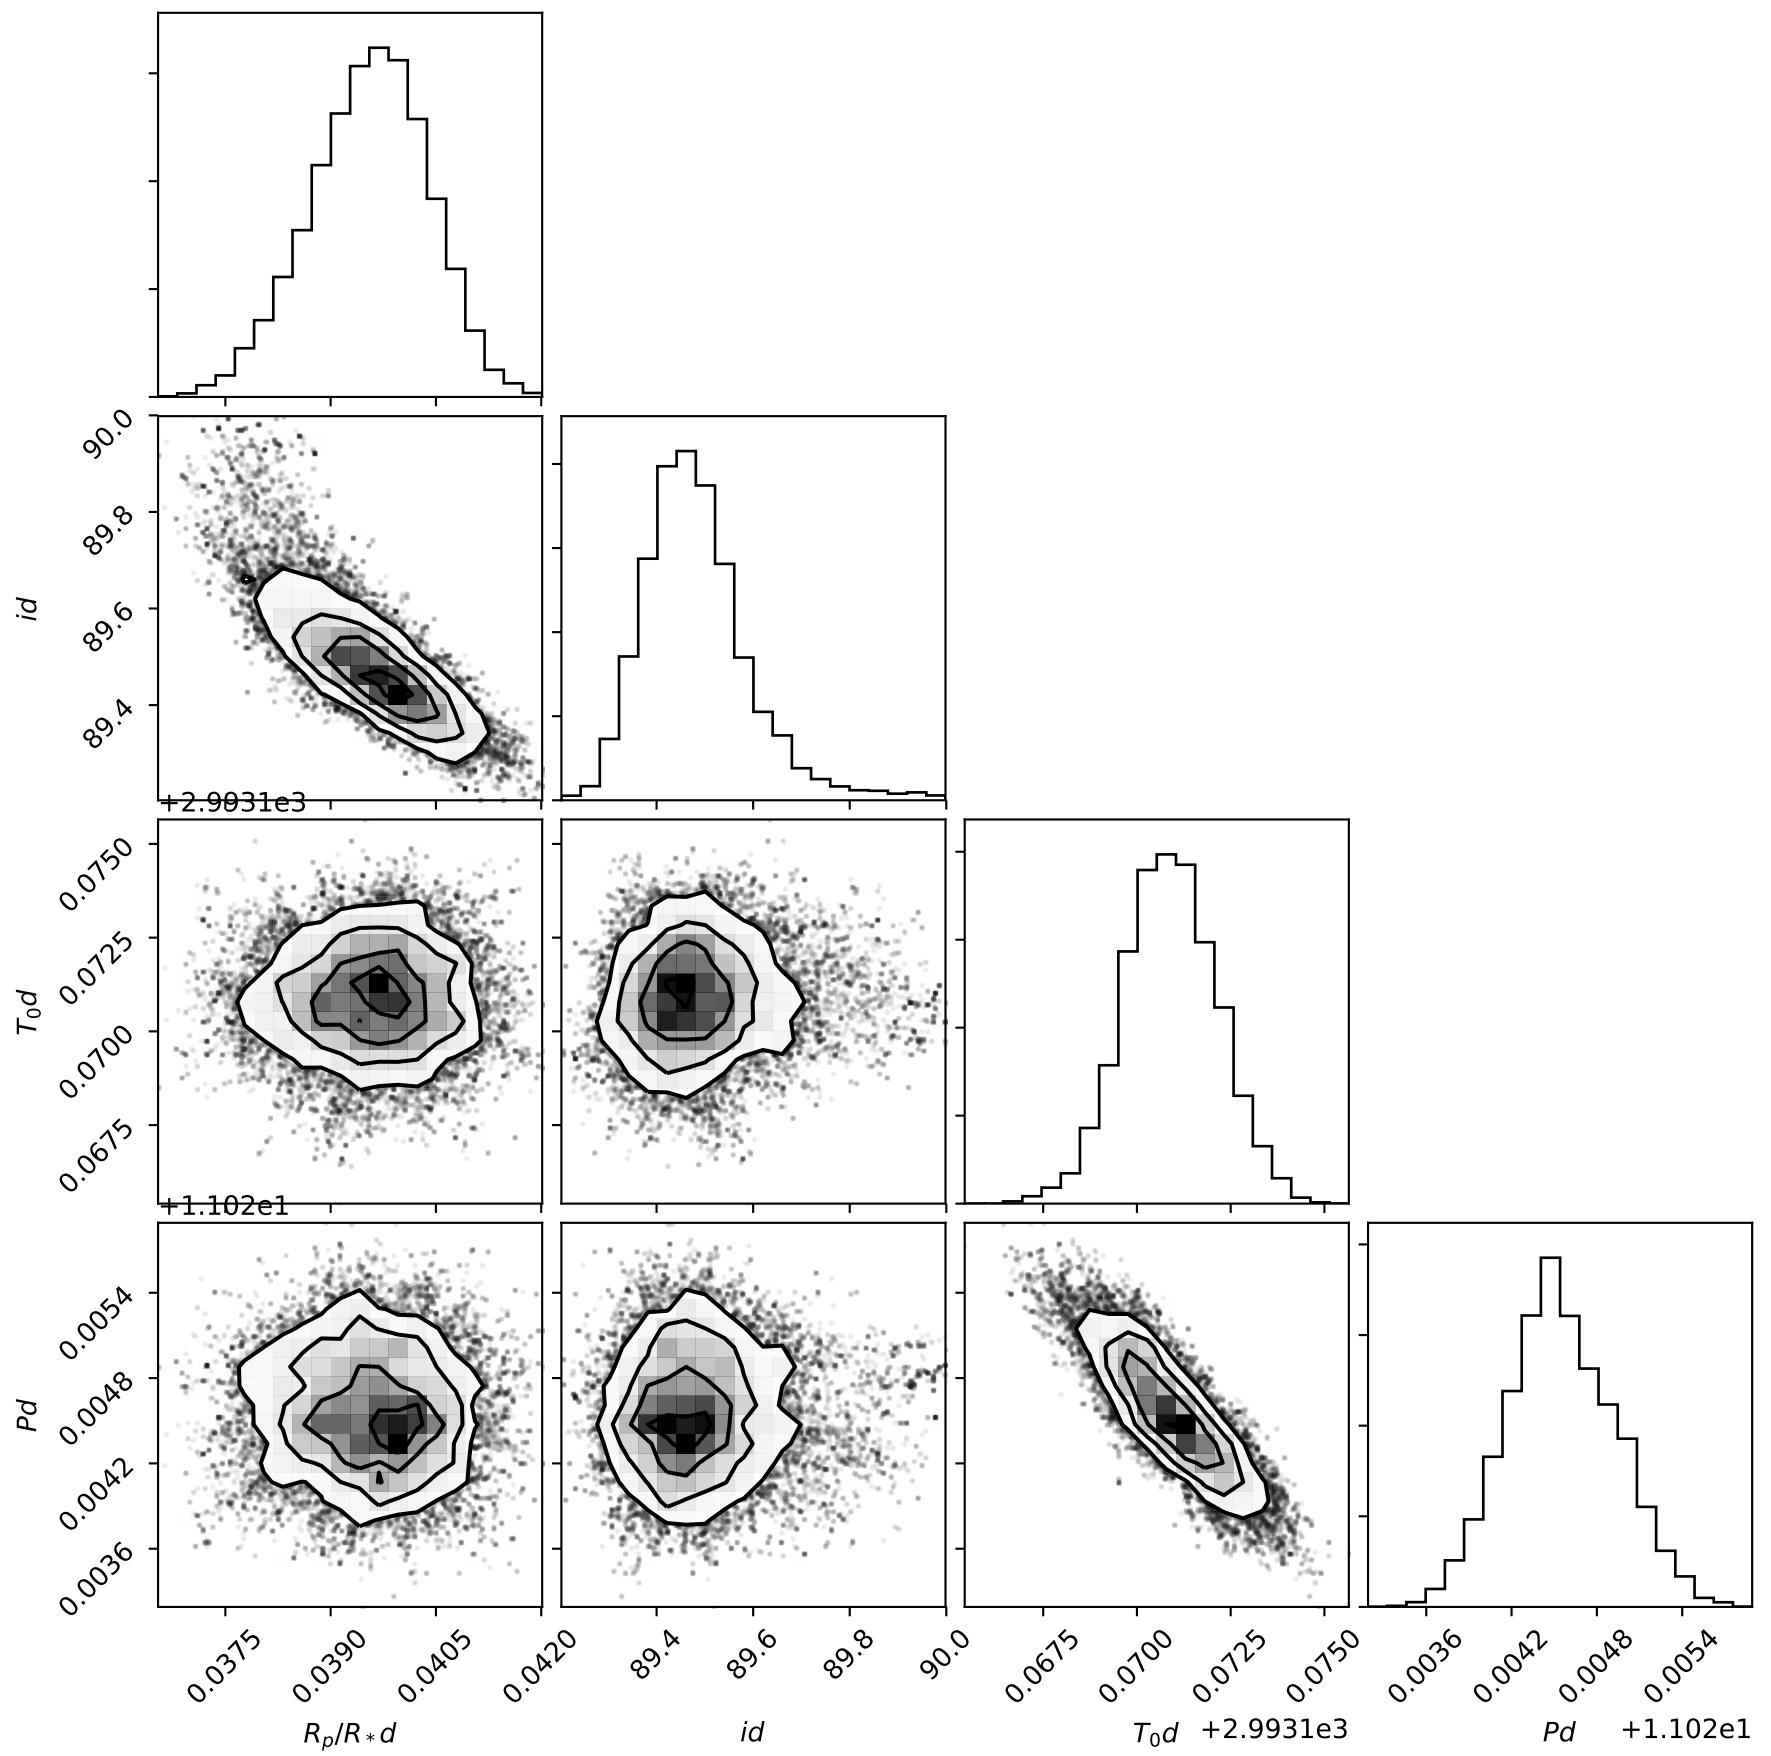 90.0
89.8
89.6
89.4
id
+2.9931e3
0.0750
0.0725
0.0700
0.0675
T₀d
+1.102e1
0.0054
0.0048
0.0042
0.0036
Pd
0.0375 0.0390 0.0405 0.0420
89.4 89.6 89.8 90.0
0.0675 0.0700 0.0725 0.0750
0.0036 0.0042 0.0048 0.0054
Rₚ/R∗d
id
T₀d +2.9931e3
Pd +1.102e1